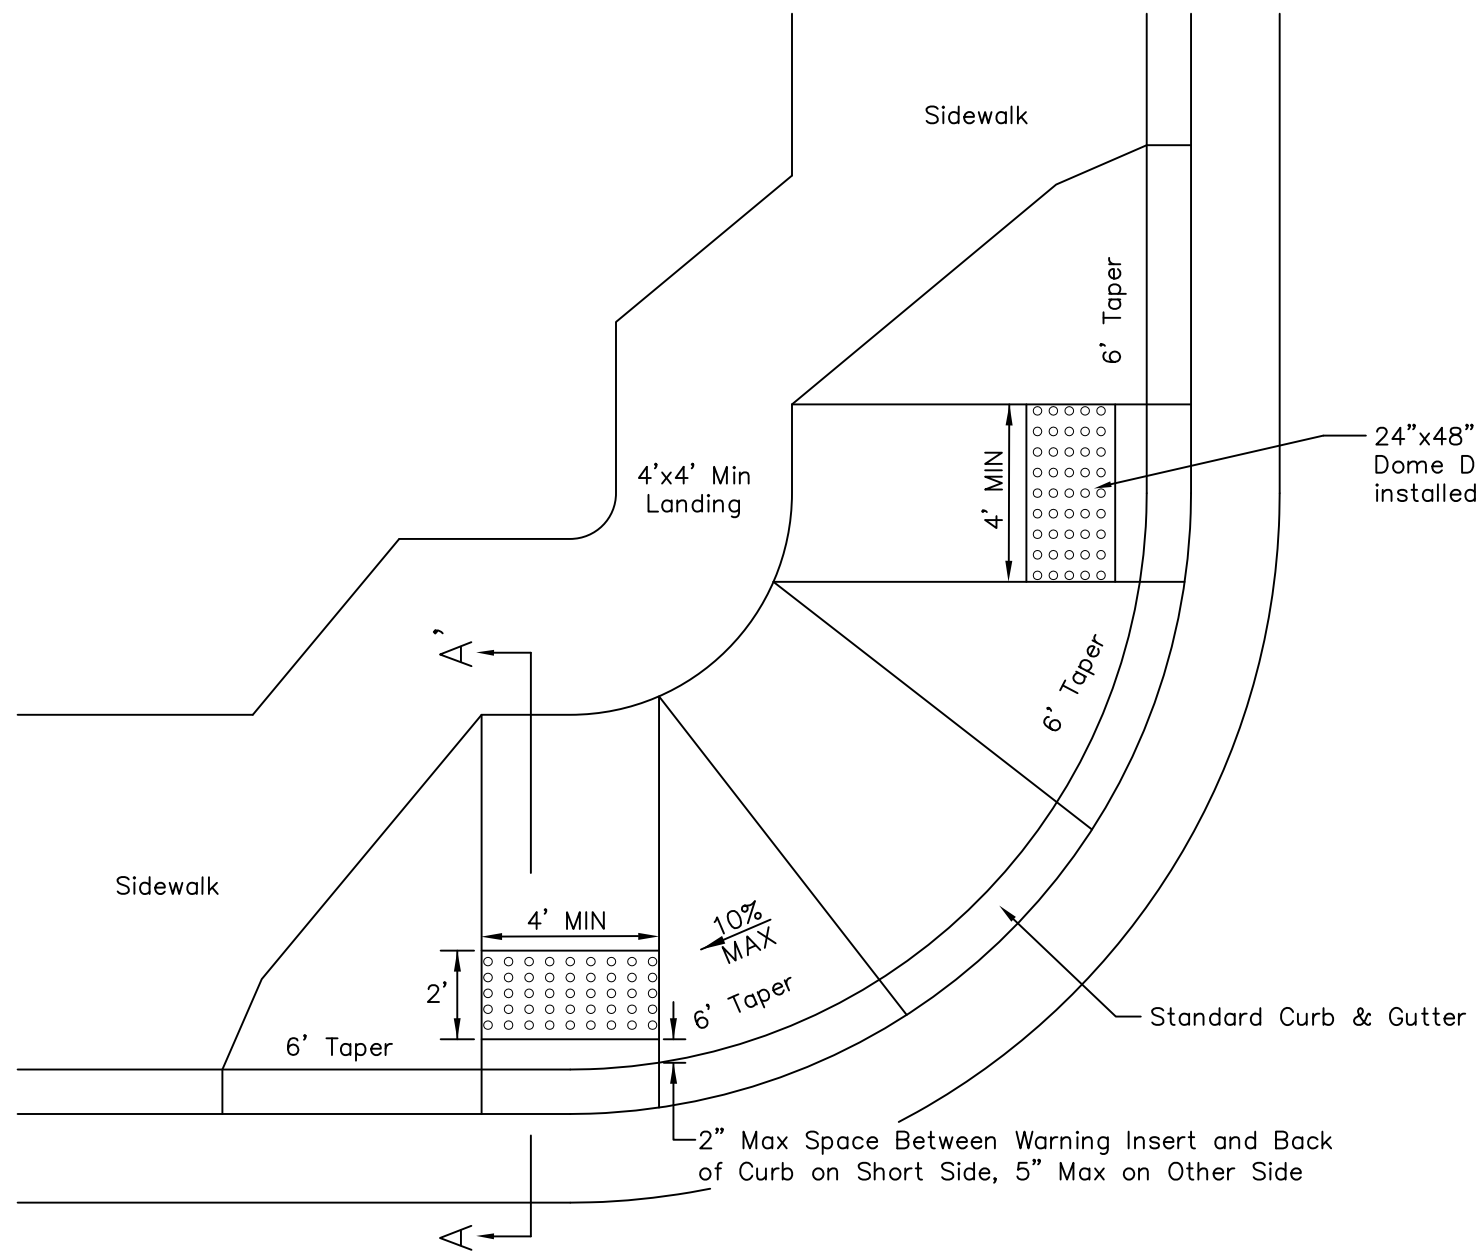 Sidewalk
6' Taper
24"x48"
Dome D
installed
4' MIN
4'x4' Min
Landing
6' Taper
A'
Sidewalk
4' MIN
10%
MAX
2'
6' Taper
6' Taper
Standard Curb & Gutter
2" Max Space Between Warning Insert and Back
of Curb on Short Side, 5" Max on Other Side
A